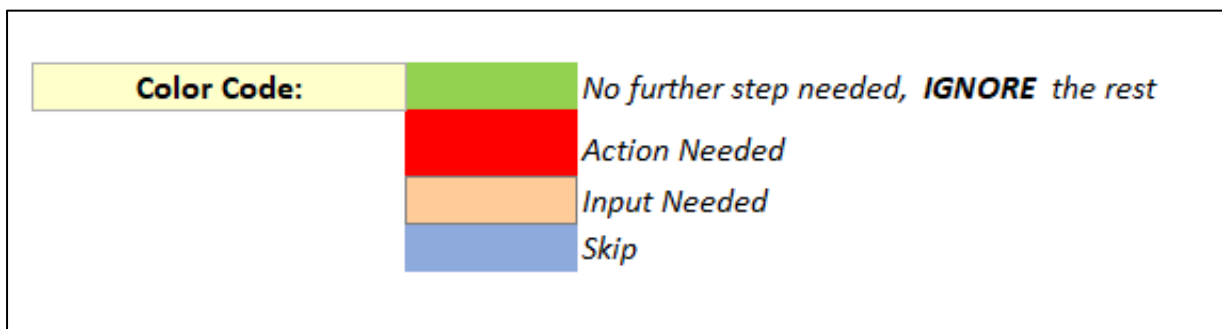 Color Code: No further step needed, IGNORE the rest
Action Needed
Input Needed
Skip